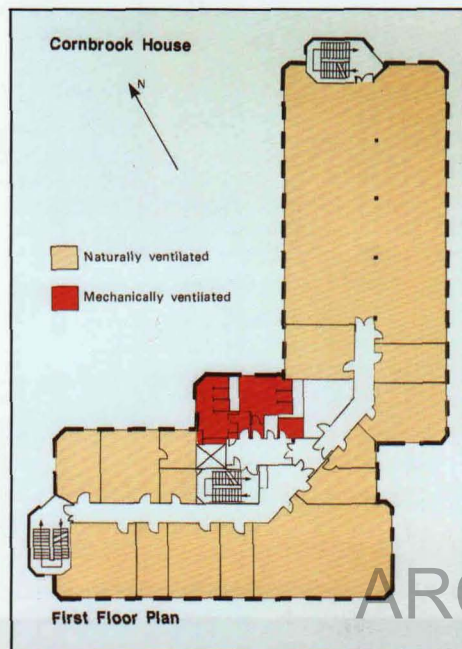 Cornbrook House
N
Naturally ventilated
Mechanically ventilated
First Floor Plan
ARC